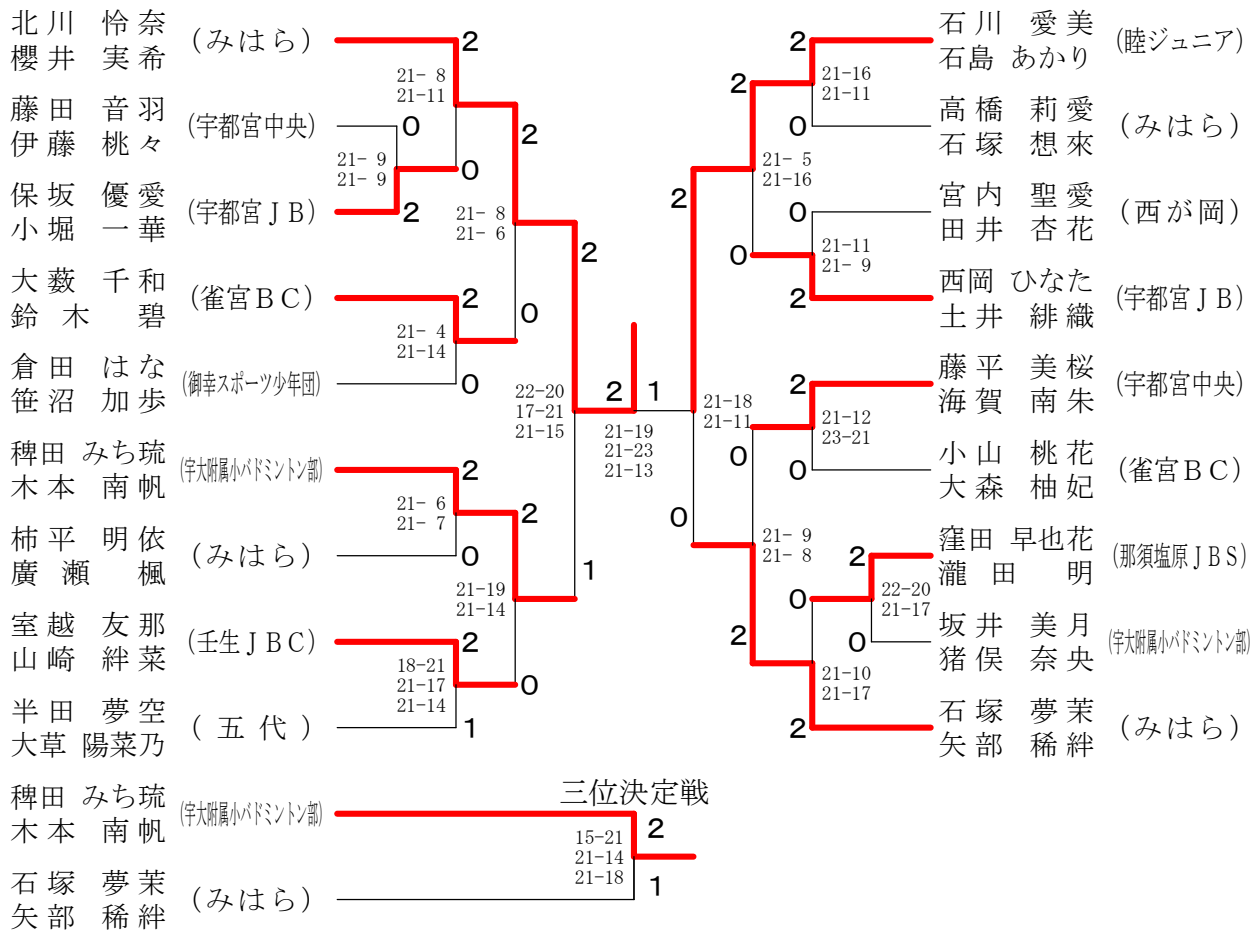 北川 怜奈
櫻井 実希
(みはら)
2
21- 8
21-11
藤田 音羽
伊藤 桃々
(宇都宮中央)
0
21- 9
21- 9
0
2
保坂 優愛
小堀 一華
(宇都宮ＪＢ)
2
21- 8
21- 6
2
大薮 千和
鈴木 碧
(雀宮ＢＣ)
2
0
21- 4
21-14
倉田 はな
笹沼 加歩
(御幸スポーツ少年団)
0
22-20
17-21
21-15
稗田 みち琉
木本 南帆
(宇大附属小バドミントン部)
2
21- 6
21- 7
2
柿平 明依
廣瀬 楓
(みはら)
0
1
21-19
21-14
室越 友那
山崎 絆菜
(壬生ＪＢＣ)
2
18-21
21-17
21-14
0
半田 夢空
大草 陽菜乃
(五代)
1
2
1
21-19
21-23
21-13
2
石川 愛美
石島 あかり
(睦ジュニア)
2
21-16
21-11
0
高橋 莉愛
石塚 想來
(みはら)
21- 5
21-16
2
0
宮内 聖愛
田井 杏花
(西が岡)
0
21-11
21- 9
2
西岡 ひなた
土井 緋織
(宇都宮ＪＢ)
21-18
21-11
2
藤平 美桜
海賀 南朱
(宇都宮中央)
21-12
23-21
0
0
小山 桃花
大森 柚妃
(雀宮ＢＣ)
0
21- 9
21- 8
2
窪田 早也花
瀧田 明
(那須塩原ＪＢＳ)
0
22-20
21-17
0
坂井 美月
猪俣 奈央
(宇大附属小バドミントン部)
2
21-10
21-17
2
石塚 夢茉
矢部 稀絆
(みはら)
三位決定戦
稗田 みち琉
木本 南帆
(宇大附属小バドミントン部)
2
15-21
21-14
21-18
1
石塚 夢茉
矢部 稀絆
(みはら)